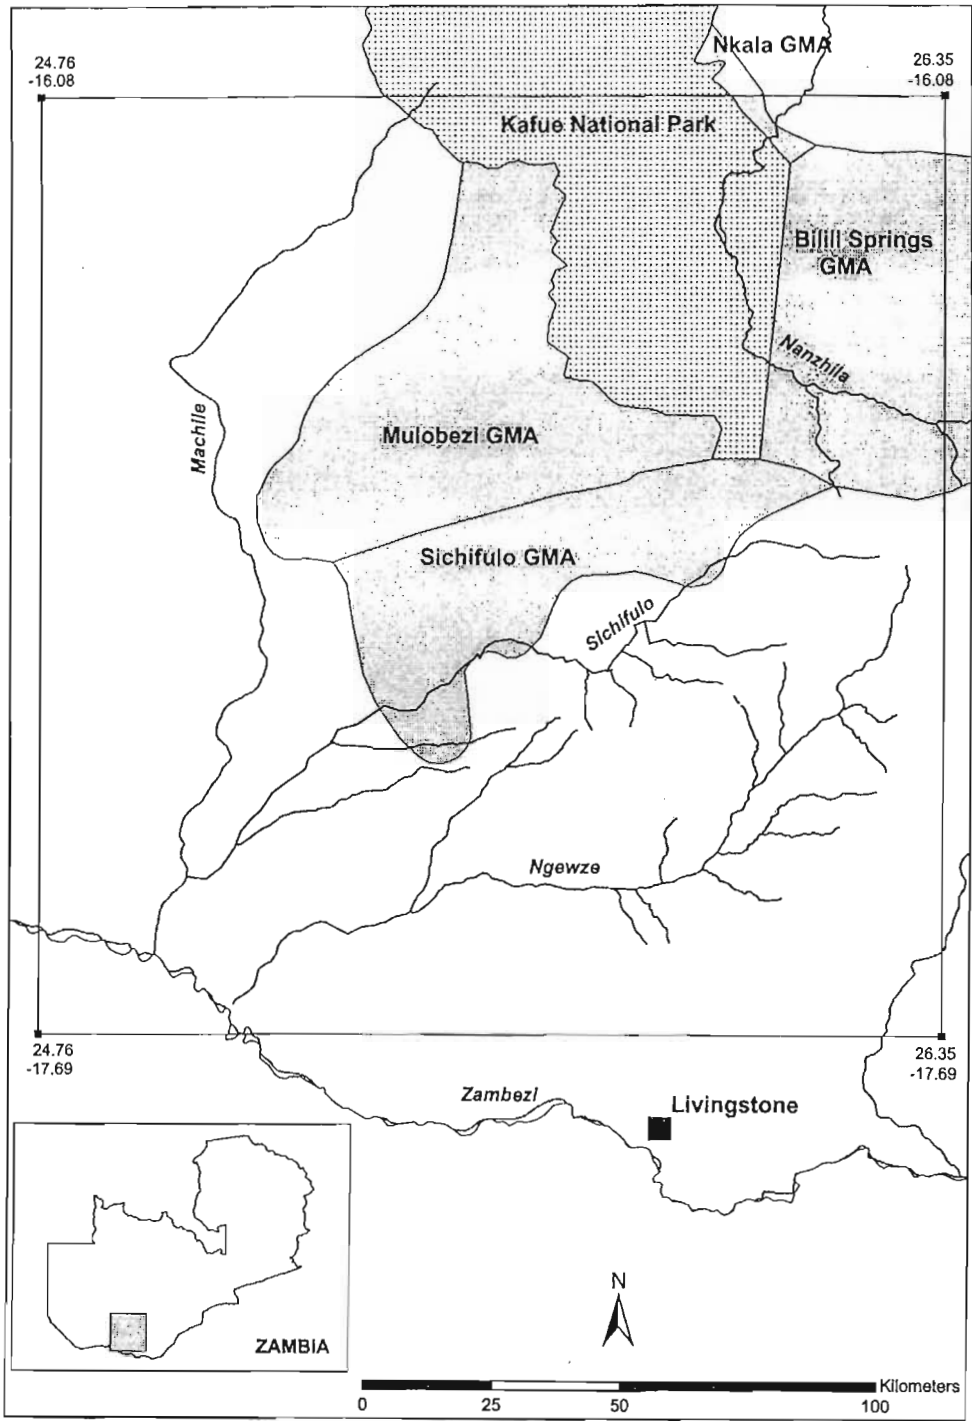 Nkala GMA
24.76
-16.08
26.35
-16.08
Kafue National Park
Bilili Springs
GMA
Nanzhila
Machile
Mulobezi GMA
Sichifulo GMA
Sichifulo
Ngewze
24.76
-17.69
26.35
-17.69
Zambezi
Livingstone
N
ZAMBIA
Kilometers
0
25
50
100